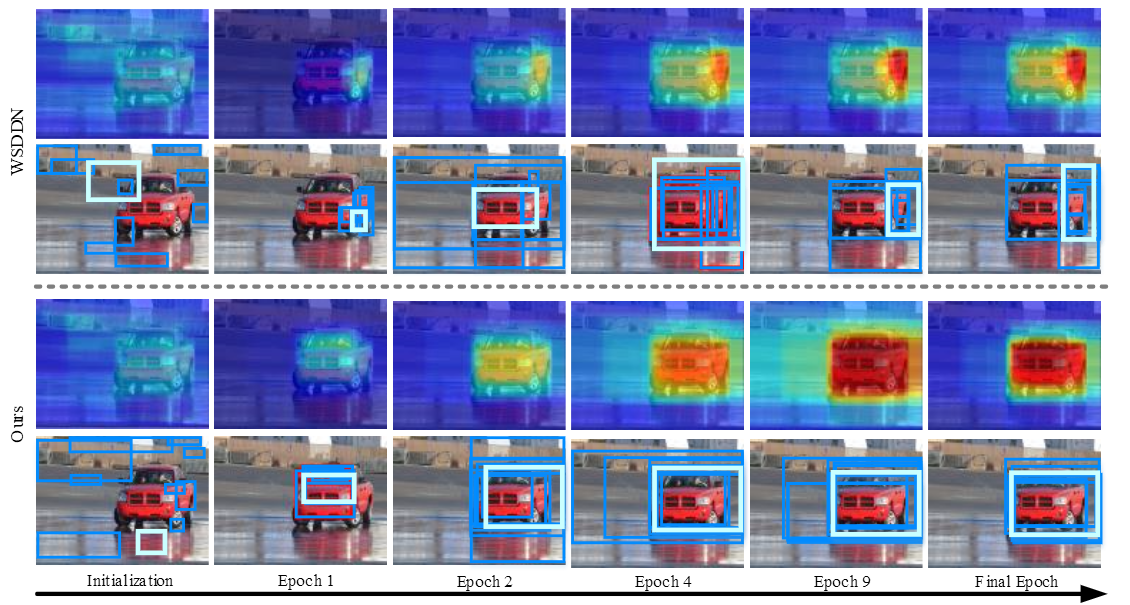 WSDDN
Ours
Initialization
Epoch 1
Epoch 2
Epoch 4
Epoch 9
Final Epoch